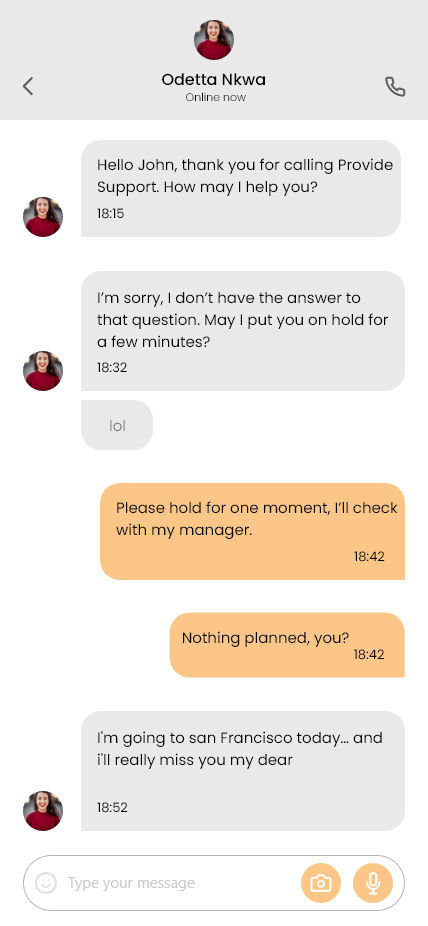 Odetta Nkwa
Online now
Hello John, thank you for calling Provide
Support. How may I help you?
18:15
I’m sorry, I don’t have the answer to
that question. May I put you on hold for
a few minutes?
18:32
lol
Please hold for one moment, I’ll check
with my manager.
18:42
Nothing planned, you?
18:42
I'm going to san Francisco today... and
i'll really miss you my dear
18:52
Type your message